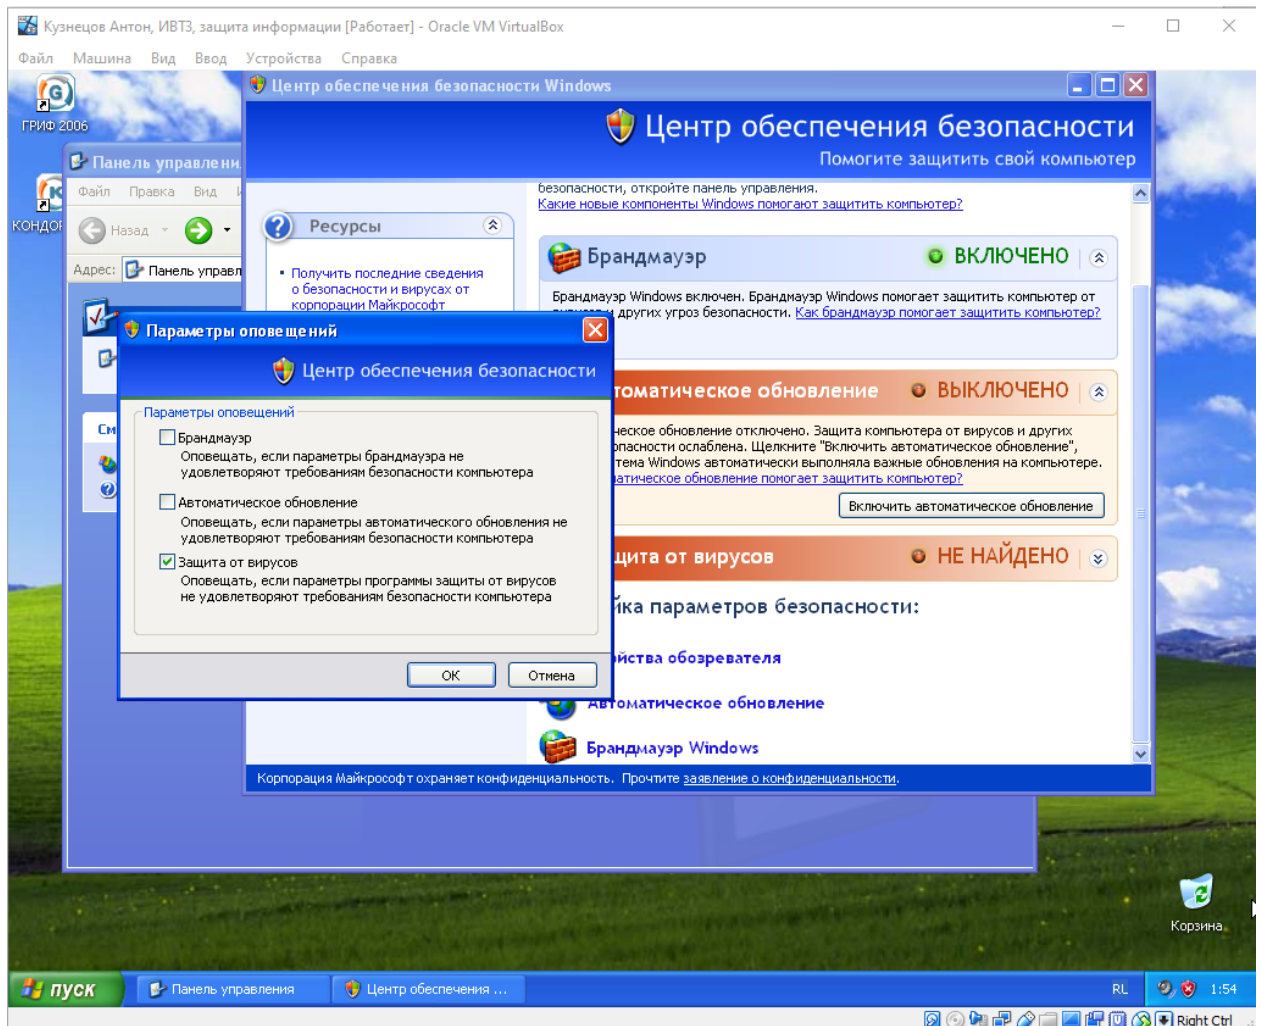 Кузнецов Антон, ИВТЗ, защита информации [Работает] - Oracle VM VirtualBox
Файл Машина Вид Ввод Устройства Справка
ГРИФ 2006
КОНДОР
Панель управлени
Файл Правка Вид
Назад
Адрес: Панель управл
См
Центр обеспечения безопасности Windows
Центр обеспечения безопасности
Помогите защитить свой компьютер
Ресурсы
Получить последние сведения
о безопасности и вирусах от
корпорации Майкрософт
безопасности, откройте панель управления.
Какие новые компоненты Windows помогают защитить компьютер?
Брандмауэр ВКЛЮЧЕНО
Брандмауэр Windows включен. Брандмауэр Windows помогает защитить компьютер от
других угроз безопасности. Как брандмауэр помогает защитить компьютер?
томатическое обновление ВЫКЛЮЧЕНО
ческое обновление отключено. Защита компьютера от вирусов и других
опасности ослаблена. Щелкните "Включить автоматическое обновление",
тема Windows автоматически выполняла важные обновления на компьютере.
матическое обновление помогает защитить компьютер?
Включить автоматическое обновление
щита от вирусов НЕ НАЙДЕНО
йка параметров безопасности:
йства обозревателя
Автоматическое обновление
Брандмауэр Windows
Корпорация Майкрософт охраняет конфиденциальность. Прочтите заявление о конфиденциальности.
Параметры оповещений
Центр обеспечения безопасности
Параметры оповещений
Брандмауэр
Оповещать, если параметры брандмауэра не
удовлетворяют требованиям безопасности компьютера
Автоматическое обновление
Оповещать, если параметры автоматического обновления не
удовлетворяют требованиям безопасности компьютера
Защита от вирусов
Оповещать, если параметры программы защиты от вирусов
не удовлетворяют требованиям безопасности компьютера
ОК Отмена
Корзина
пуск Панель управления Центр обеспечения ... RL 1:54
Right Ctrl